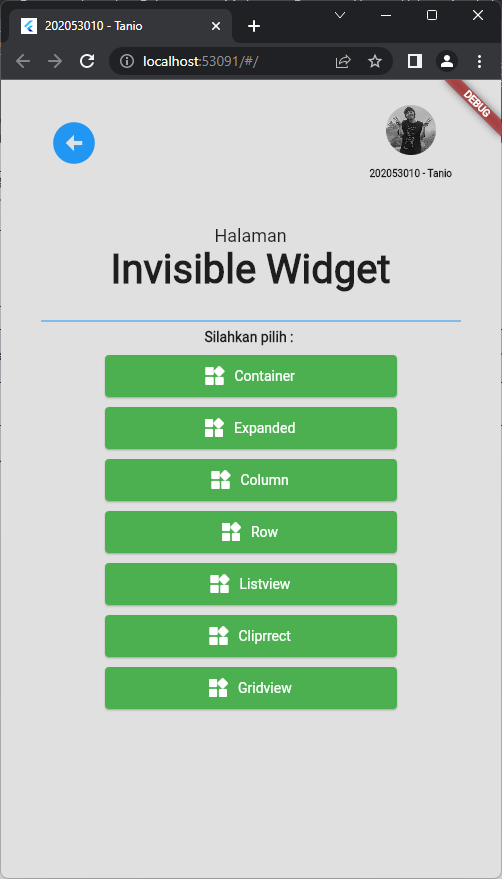 202053010 - Tanio
localhost:53091/#/
DEBUG
202053010 - Tanio
Halaman
Invisible Widget
Silahkan pilih :
Container
Expanded
Column
Row
Listview
Cliprrect
Gridview